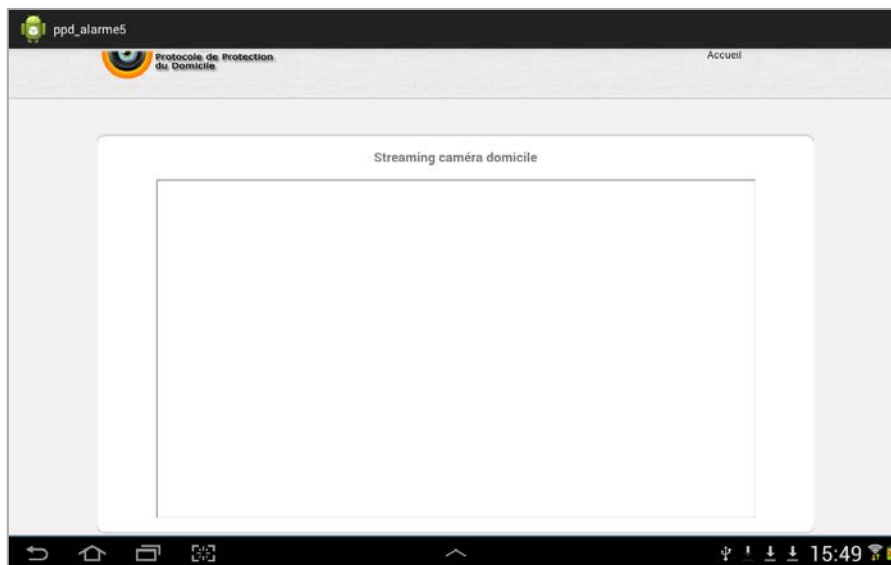 ppd_alarme5
Protocole de Protection
du Domicile
Accueil
Streaming caméra domicile
15:49